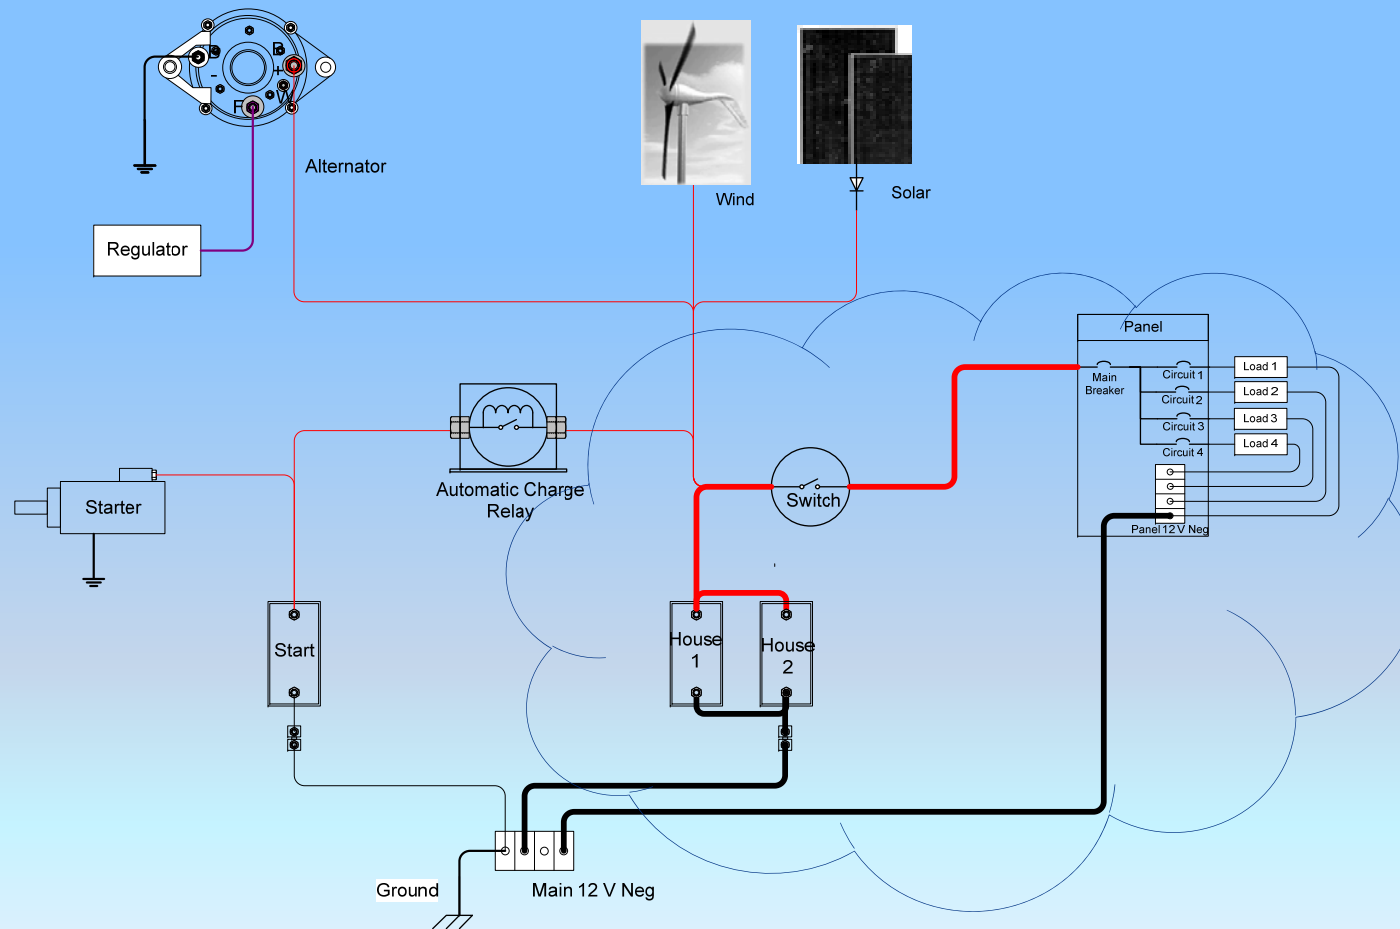 B
+
-
W
F
Alternator
Regulator
Wind
Solar
Panel
Main
Breaker
Circuit 1
Circuit 2
Circuit 3
Circuit 4
Load 1
Load 2
Load 3
Load 4
Panel 12 V Neg
Automatic Charge
Relay
Switch
Starter
Start
House
1
House
2
Ground
Main 12 V Neg